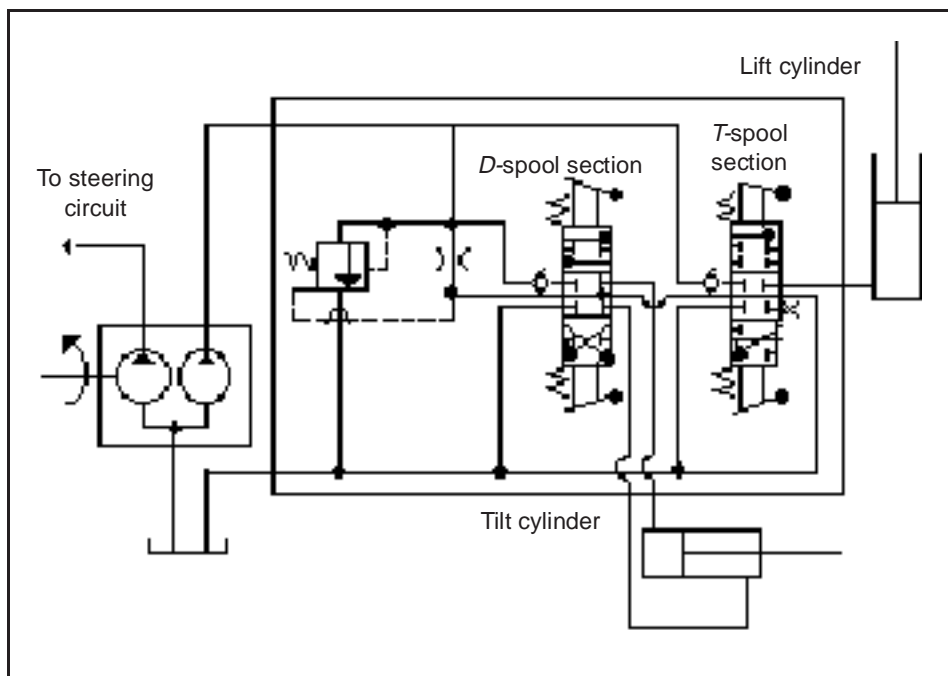 Lift cylinder
T-spool
section
D-spool section
To steering
circuit
Tilt cylinder